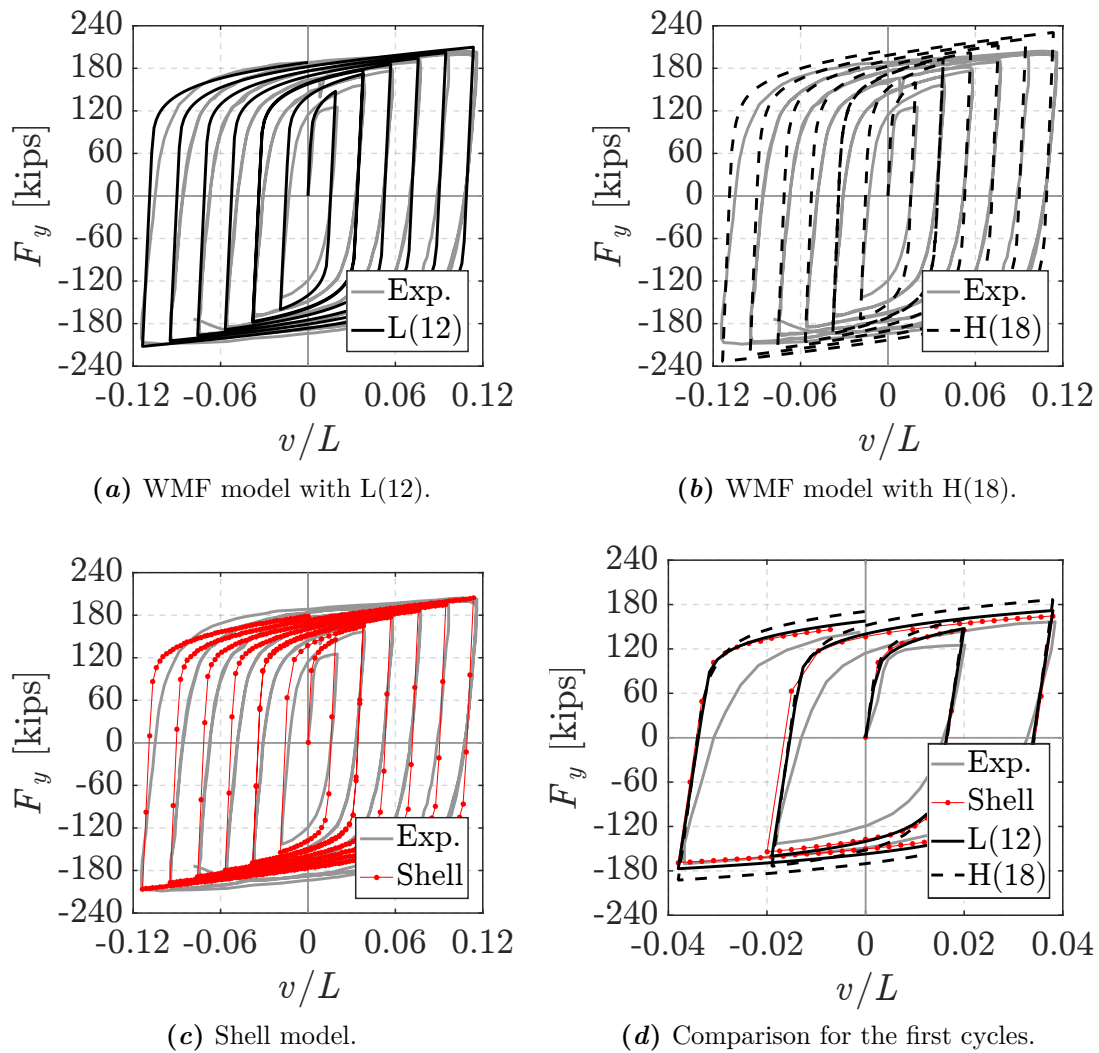 240
180
120
60
0
-60
-120
-180
-240
F_y [kips]
Exp.
L(12)
-0.12 -0.06 0 0.06 0.12
v/L
(a) WMF model with L(12).
240
180
120
60
0
-60
-120
-180
-240
F_y [kips]
Exp.
H(18)
-0.12 -0.06 0 0.06 0.12
v/L
(b) WMF model with H(18).
240
180
120
60
0
-60
-120
-180
-240
F_y [kips]
Exp.
Shell
-0.12 -0.06 0 0.06 0.12
v/L
(c) Shell model.
240
180
120
60
0
-60
-120
-180
-240
F_y [kips]
Exp.
Shell
L(12)
H(18)
-0.04 -0.02 0 0.02 0.04
v/L
(d) Comparison for the first cycles.